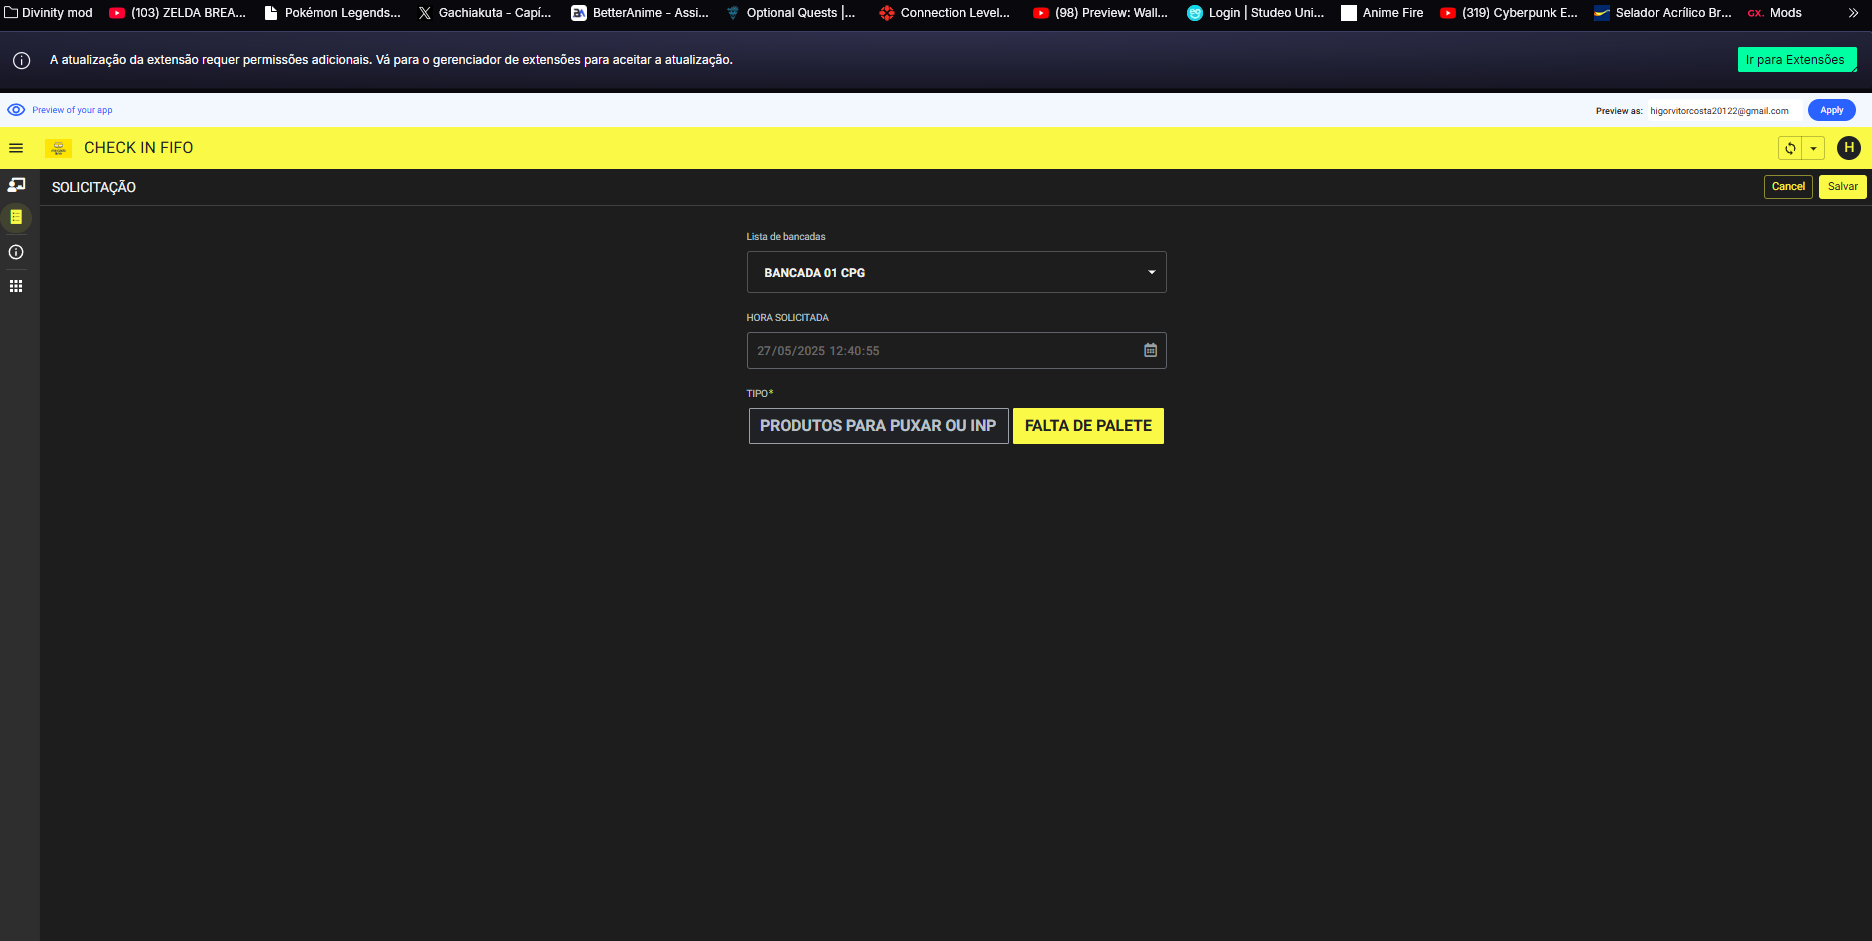 Divinity mod
(103) ZELDA BREA...
Pokémon Legends...
Gachiakuta - Capí...
BetterAnime - Assi...
Optional Quests |...
Connection Level...
(98) Preview: Wall...
Login | Studeo Uni...
Anime Fire
(319) Cyberpunk E...
Selador Acrílico Br...
GX. Mods
A atualização da extensão requer permissões adicionais. Vá para o gerenciador de extensões para aceitar a atualização.
Ir para Extensões
Preview of your app
Preview as: higorvitorcosta20122@gmail.com
Apply
CHECK IN FIFO
H
SOLICITAÇÃO
Cancel
Salvar
Lista de bancadas
BANCADA 01 CPG
HORA SOLICITADA
27/05/2025 12:40:55
TIPO*
PRODUTOS PARA PUXAR OU INP
FALTA DE PALETE